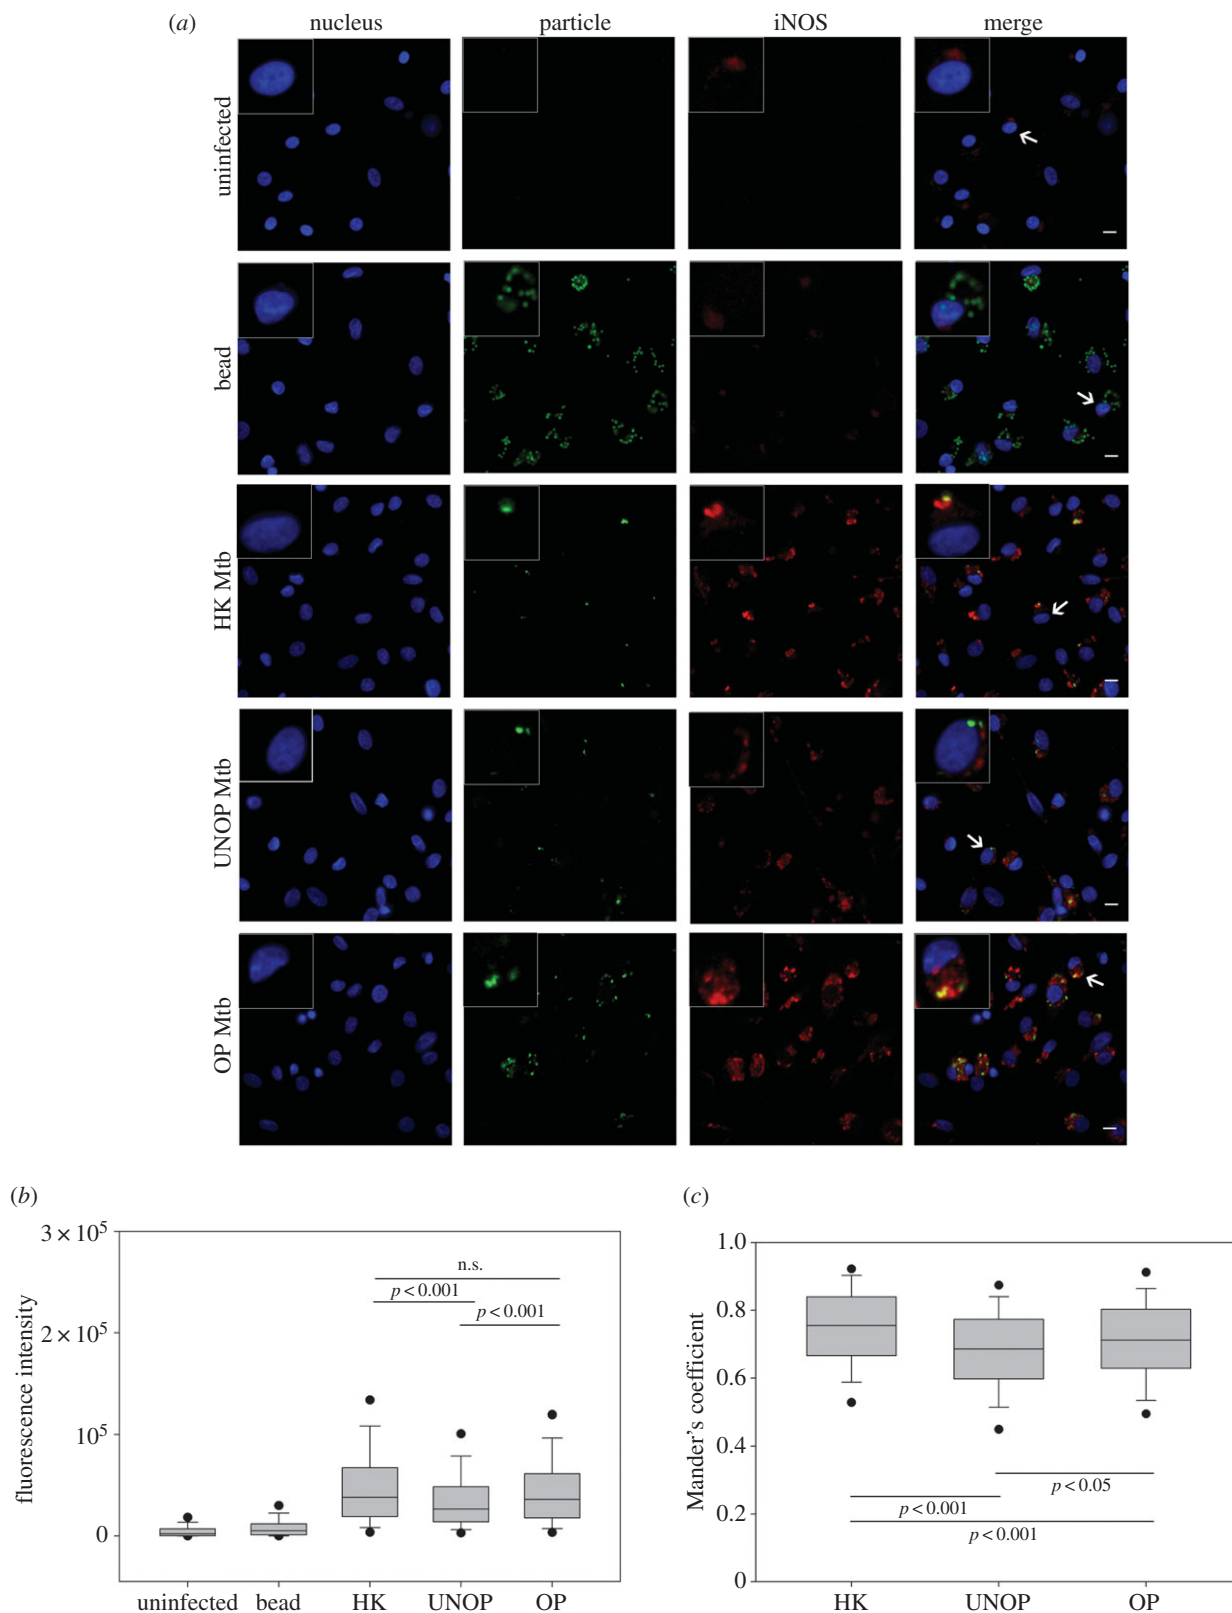 (a)
nucleus particle iNOS merge
uninfected
bead
HK Mtb
UNOP Mtb
OP Mtb
(b)
fluorescence intensity
3 × 10⁵
2 × 10⁵
10⁵
0
n.s.
p < 0.001
p < 0.001
uninfected bead HK UNOP OP
(c)
Mander's coefficient
1.0
0.8
0.6
0.4
0.2
0
p < 0.05
p < 0.001
p < 0.001
HK UNOP OP